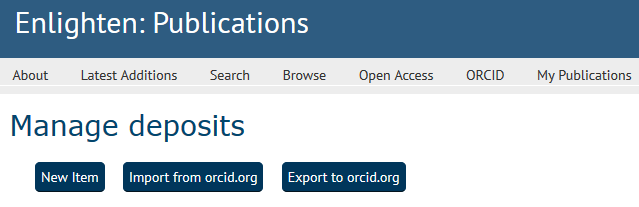 Enlighten: Publications
About Latest Additions Search Browse Open Access ORCID My Publications
Manage deposits
New Item Import from orcid.org Export to orcid.org